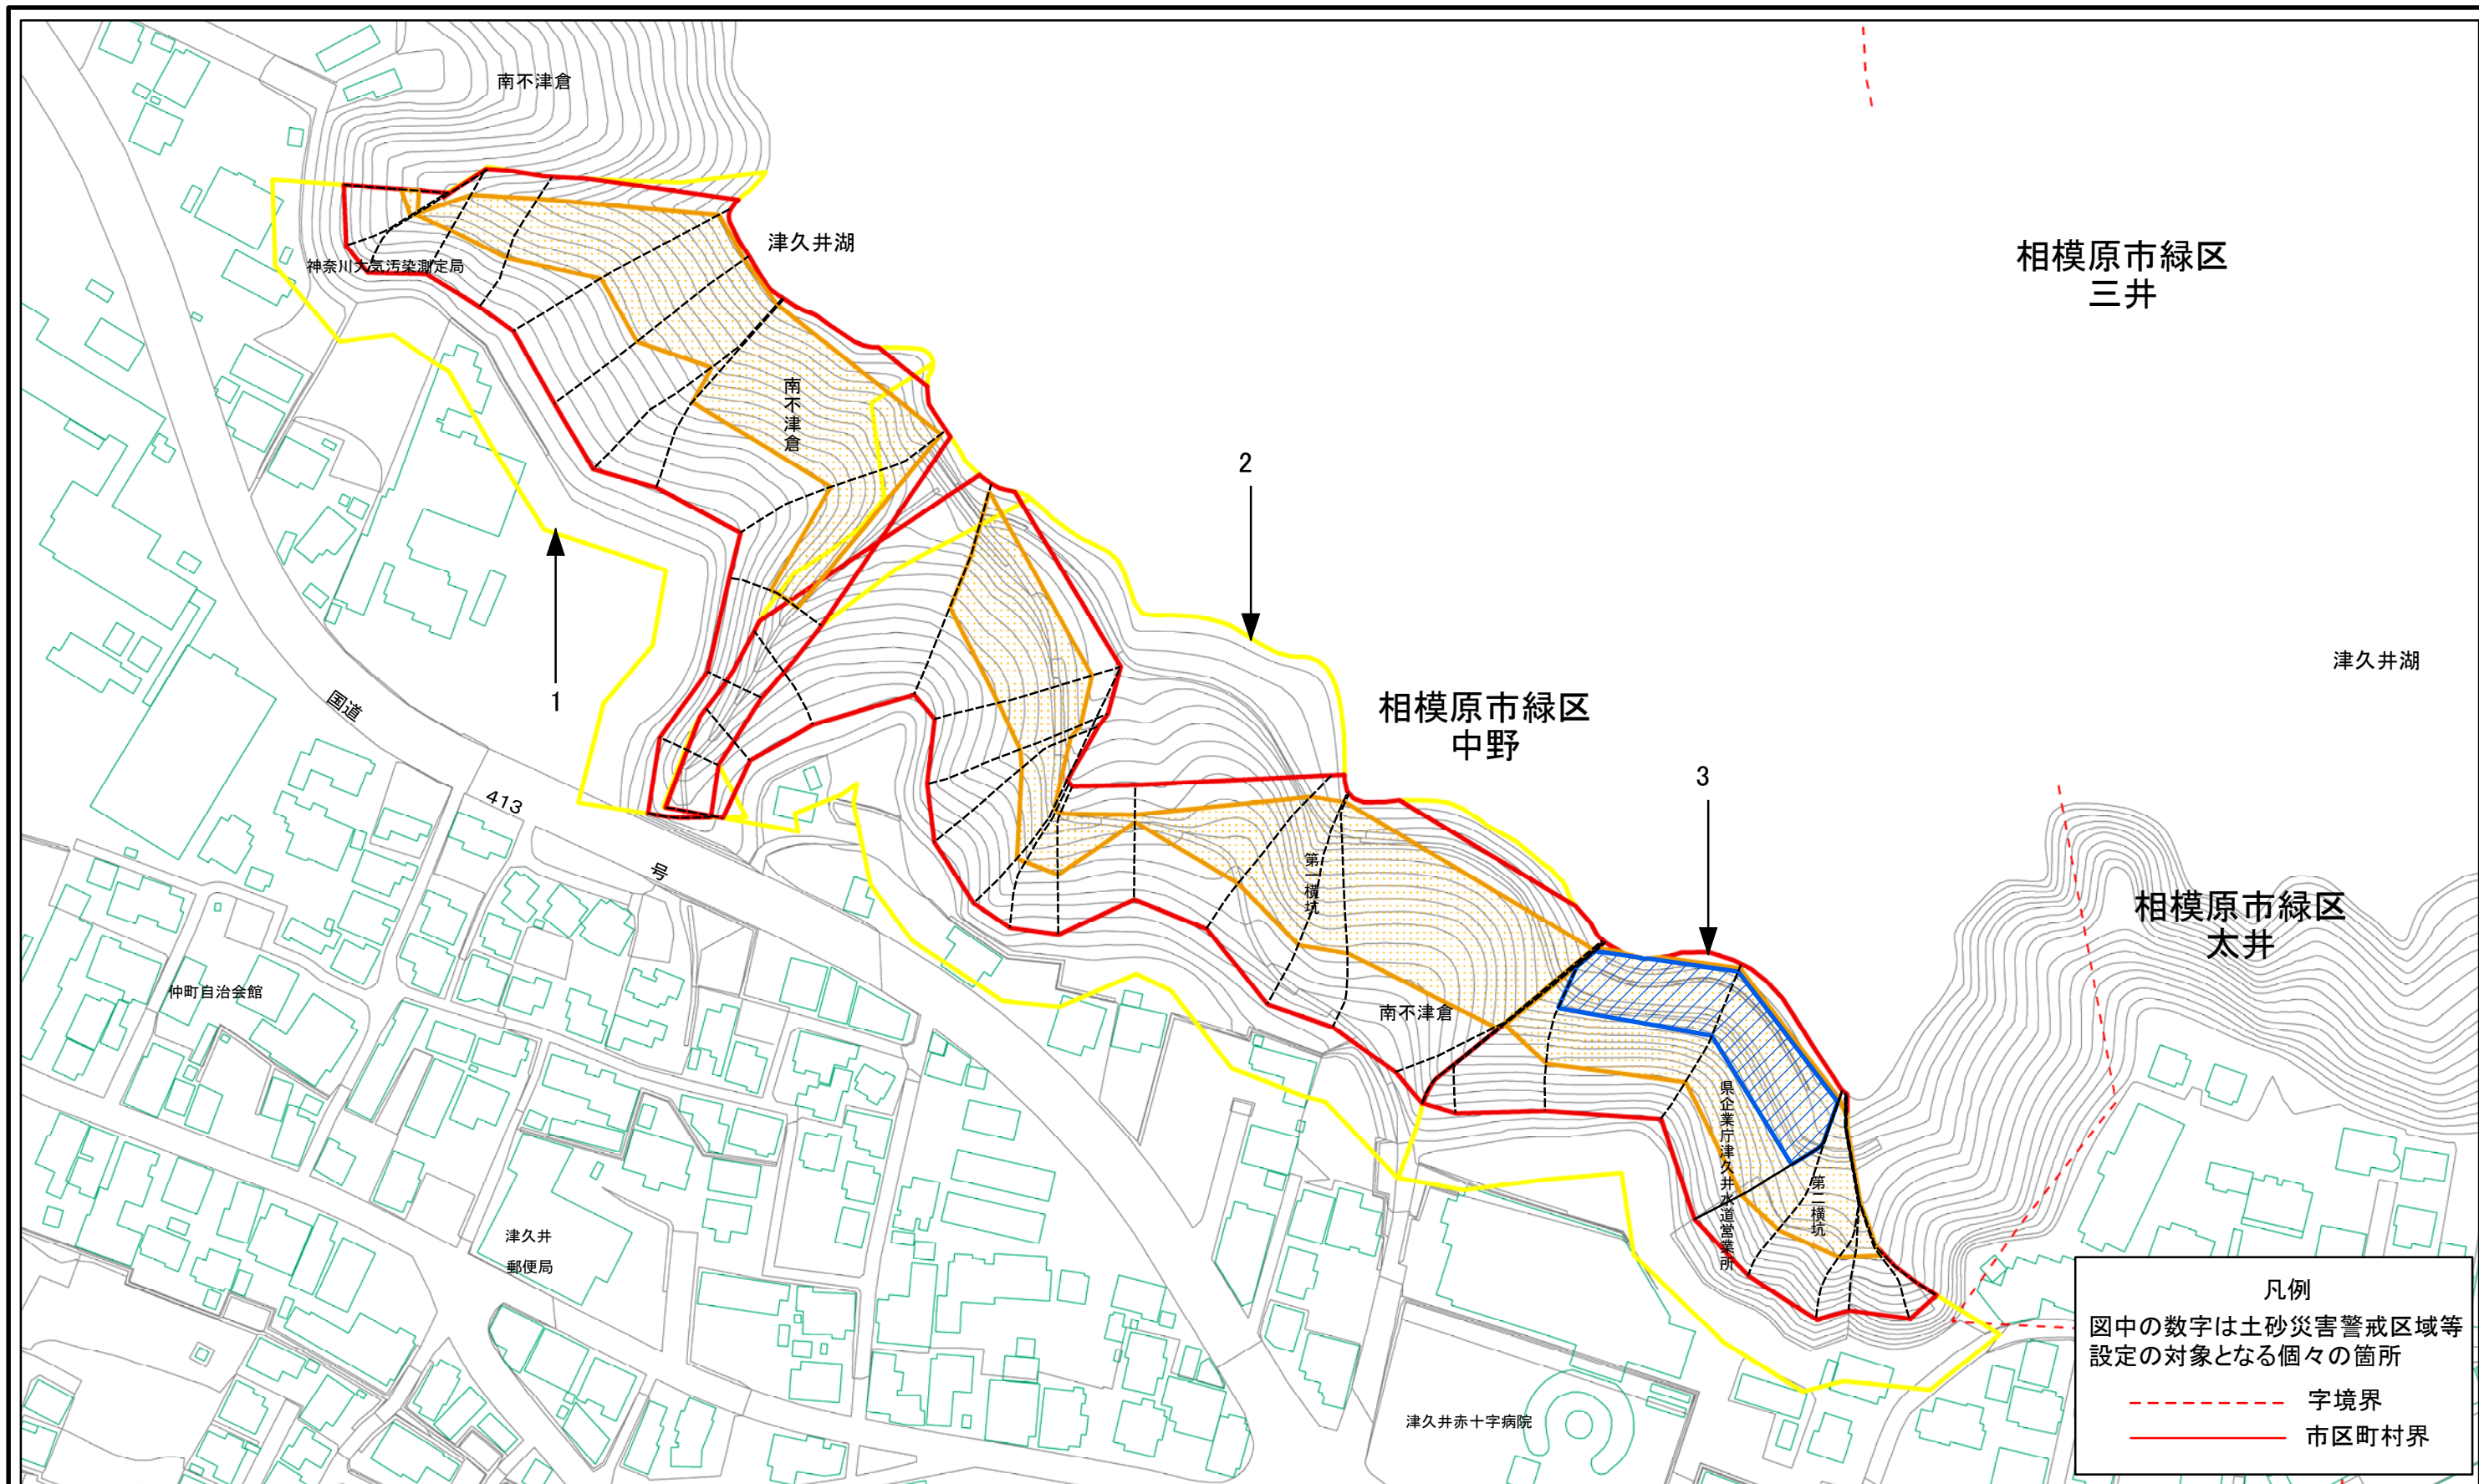 南不津倉
津久井湖
神奈川大気汚染測定局
相模原市緑区
三井
南不津倉
2
1
津久井湖
国道
413
号
相模原市緑区
中野
3
第一横坑
相模原市緑区
太井
仲町自治会館
南不津倉
県企業庁津久井水道営業所
第二横坑
津久井
郵便局
津久井赤十字病院
凡例
図中の数字は土砂災害警戒区域等
設定の対象となる個々の箇所
字境界
市区町村界